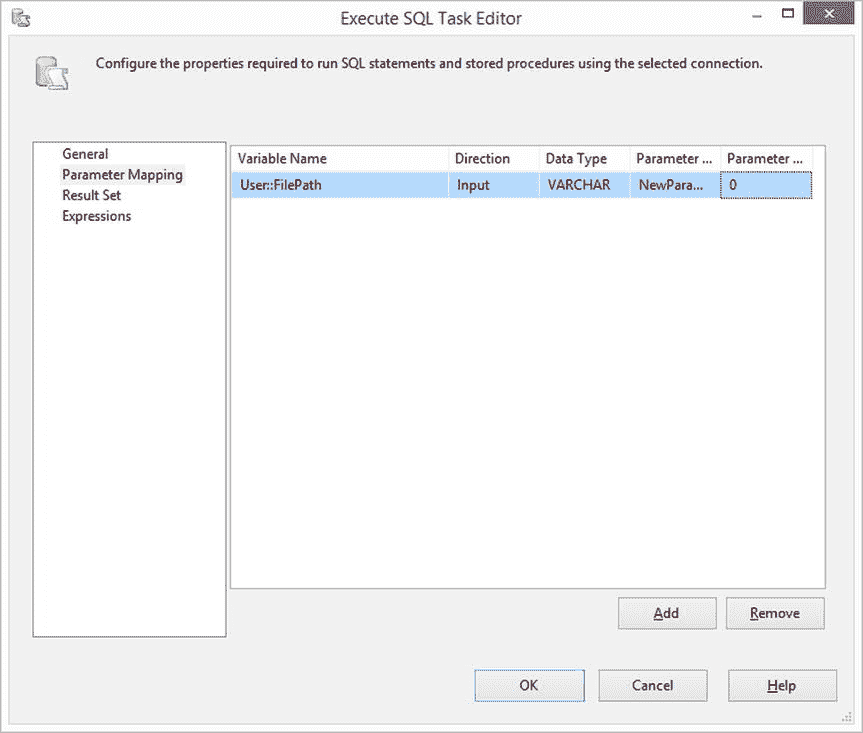 Execute SQL Task Editor
Configure the properties required to run SQL statements and stored procedures using the selected connection.
General
Parameter Mapping
Result Set
Expressions
Variable Name Direction Data Type Parameter ... Parameter ...
User::FilePath Input VARCHAR NewPara... 0
Add Remove
OK Cancel Help